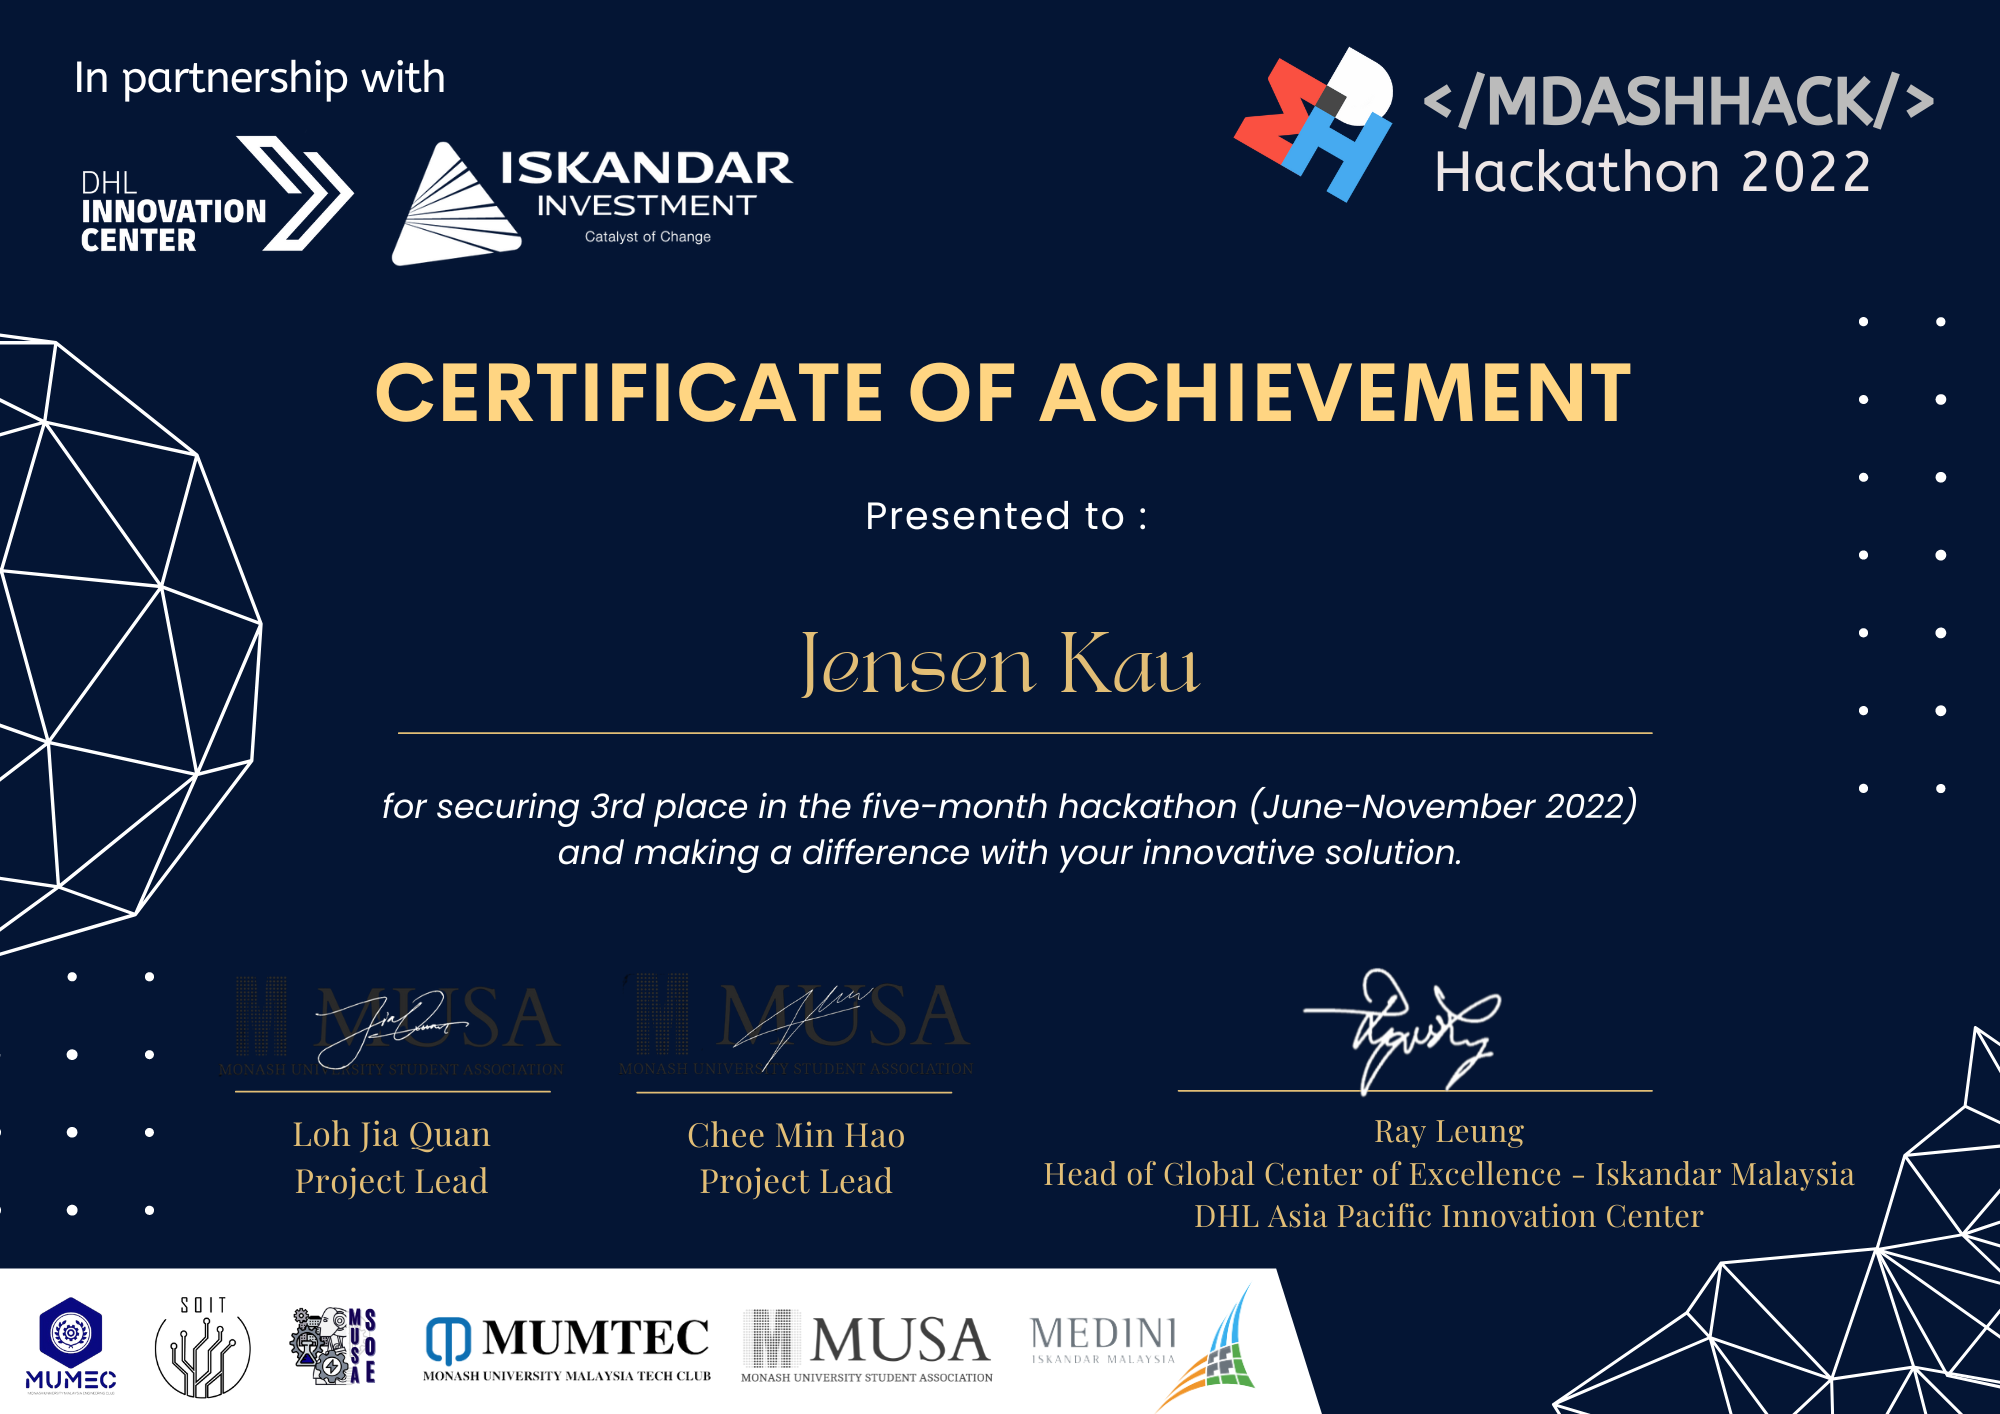 In partnership with
DHL
INNOVATION
CENTER
ISKANDAR
INVESTMENT
Catalyst of Change
</MDASHHACK/>
Hackathon 2022
CERTIFICATE OF ACHIEVEMENT
Presented to :
Jensen Kau
for securing 3rd place in the five-month hackathon (June-November 2022)
and making a difference with your innovative solution.
MUSA
MONASH UNIVERSITY STUDENT ASSOCIATION
Loh Jia Quan
Project Lead
MUSA
MONASH UNIVERSITY STUDENT ASSOCIATION
Chee Min Hao
Project Lead
Ray Leung
Head of Global Center of Excellence - Iskandar Malaysia
DHL Asia Pacific Innovation Center
MUMEC
SOIT
MUSA
SOE
MUMTEC
MONASH UNIVERSITY MALAYSIA TECH CLUB
MUSA
MONASH UNIVERSITY STUDENT ASSOCIATION
MEDINI
ISKANDAR MALAYSIA